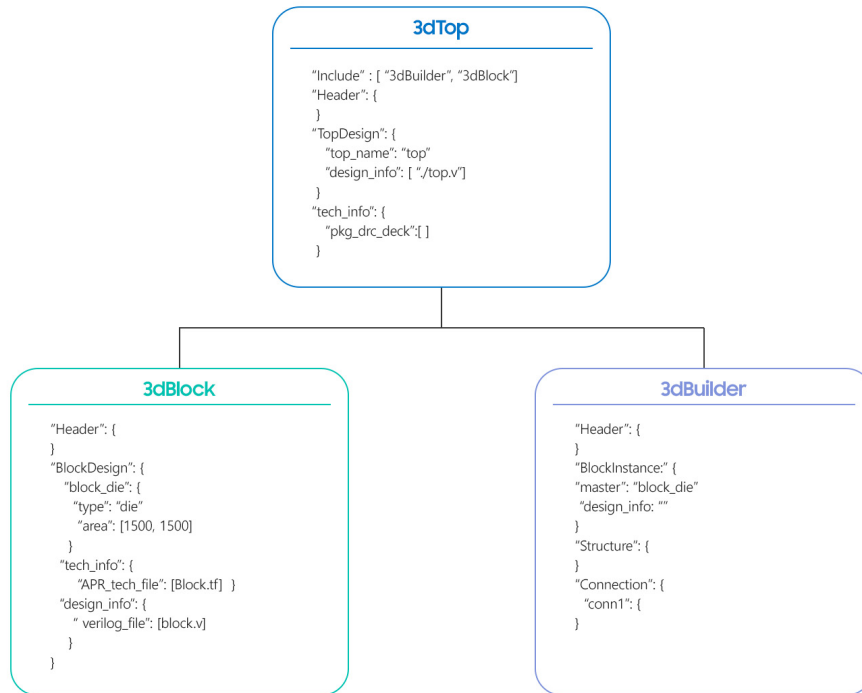 3dTop
“Include” : [ “3dBuilder”, “3dBlock”]
“Header”: {
}
“TopDesign”: {
“top_name”: “top”
“design_info”: [ “./top.v”]
}
“tech_info”: {
“pkg_drc_deck”:[ ]
}
3dBlock
“Header”: {
}
“BlockDesign”: {
“block_die”: {
“type”: “die”
“area”: [1500, 1500]
}
“tech_info”: {
“APR_tech_file”: [Block.tf] }
“design_info”: {
“ verilog_file”: [block.v]
}
}
3dBuilder
“Header”: {
}
“BlockInstance:” {
“master”: “block_die”
“design_info: “”
}
“Structure”: {
}
“Connection”: {
“conn1”: {
}